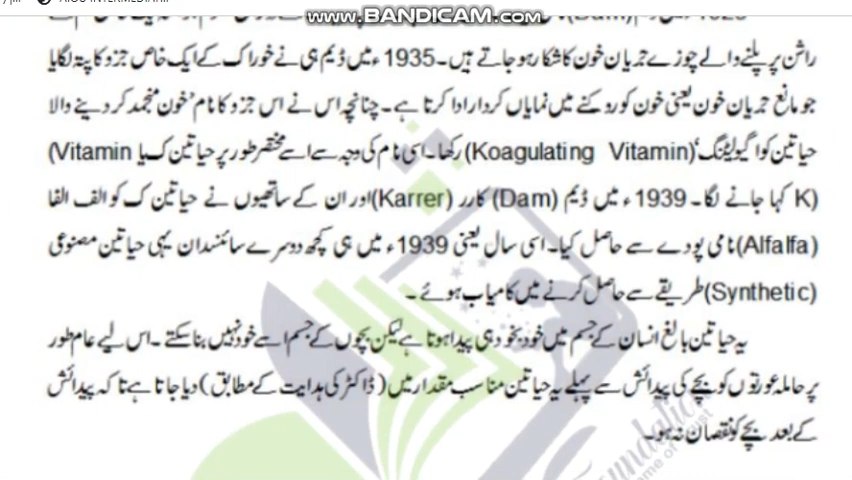 WWW.BANDICAM.COM
راشن پر پلنے والے چوزے جریان خون کا شکار ہو جاتے ہیں۔ 1935ء میں ڈیم ہی نے خوراک کے ایک خاص جزو کا پتہ لگایا
جو مانع جریان خون یعنی خون کو روکنے میں نمایاں کردار ادا کرتا ہے۔ چنانچہ اس نے اس جزو کا نام ’خون منجمد کر دینے والا
حیاتین کواگیولیٹنگ‘ (Koagulating Vitamin) رکھا۔ اسی نام کی وجہ سے اسے مختصر طور پر حیاتین ک یا Vitamin)
K) کہا جانے لگا۔ 1939ء میں ڈیم (Dam) کارر (Karrer) اور ان کے ساتھیوں نے حیاتین ک کو الف الفا
(Alfalfa) نامی پودے سے حاصل کیا۔ اسی سال یعنی 1939ء میں ہی کچھ دوسرے سائنسدان یہی حیاتین مصنوعی
(Synthetic) طریقے سے حاصل کرنے میں کامیاب ہوئے۔
یہ حیاتین بالغ انسان کے جسم میں خود بخود ہی پیدا ہوتا ہے لیکن بچوں کے جسم اسے خود نہیں بنا سکتے۔ اس لیے عام طور
پر حاملہ عورتوں کو بچے کی پیدائش سے پہلے یہ حیاتین مناسب مقدار میں (ڈاکٹر کی ہدایت کے مطابق) دیا جاتا ہے تا کہ پیدائش
کے بعد بچے کو نقصان نہ ہو۔